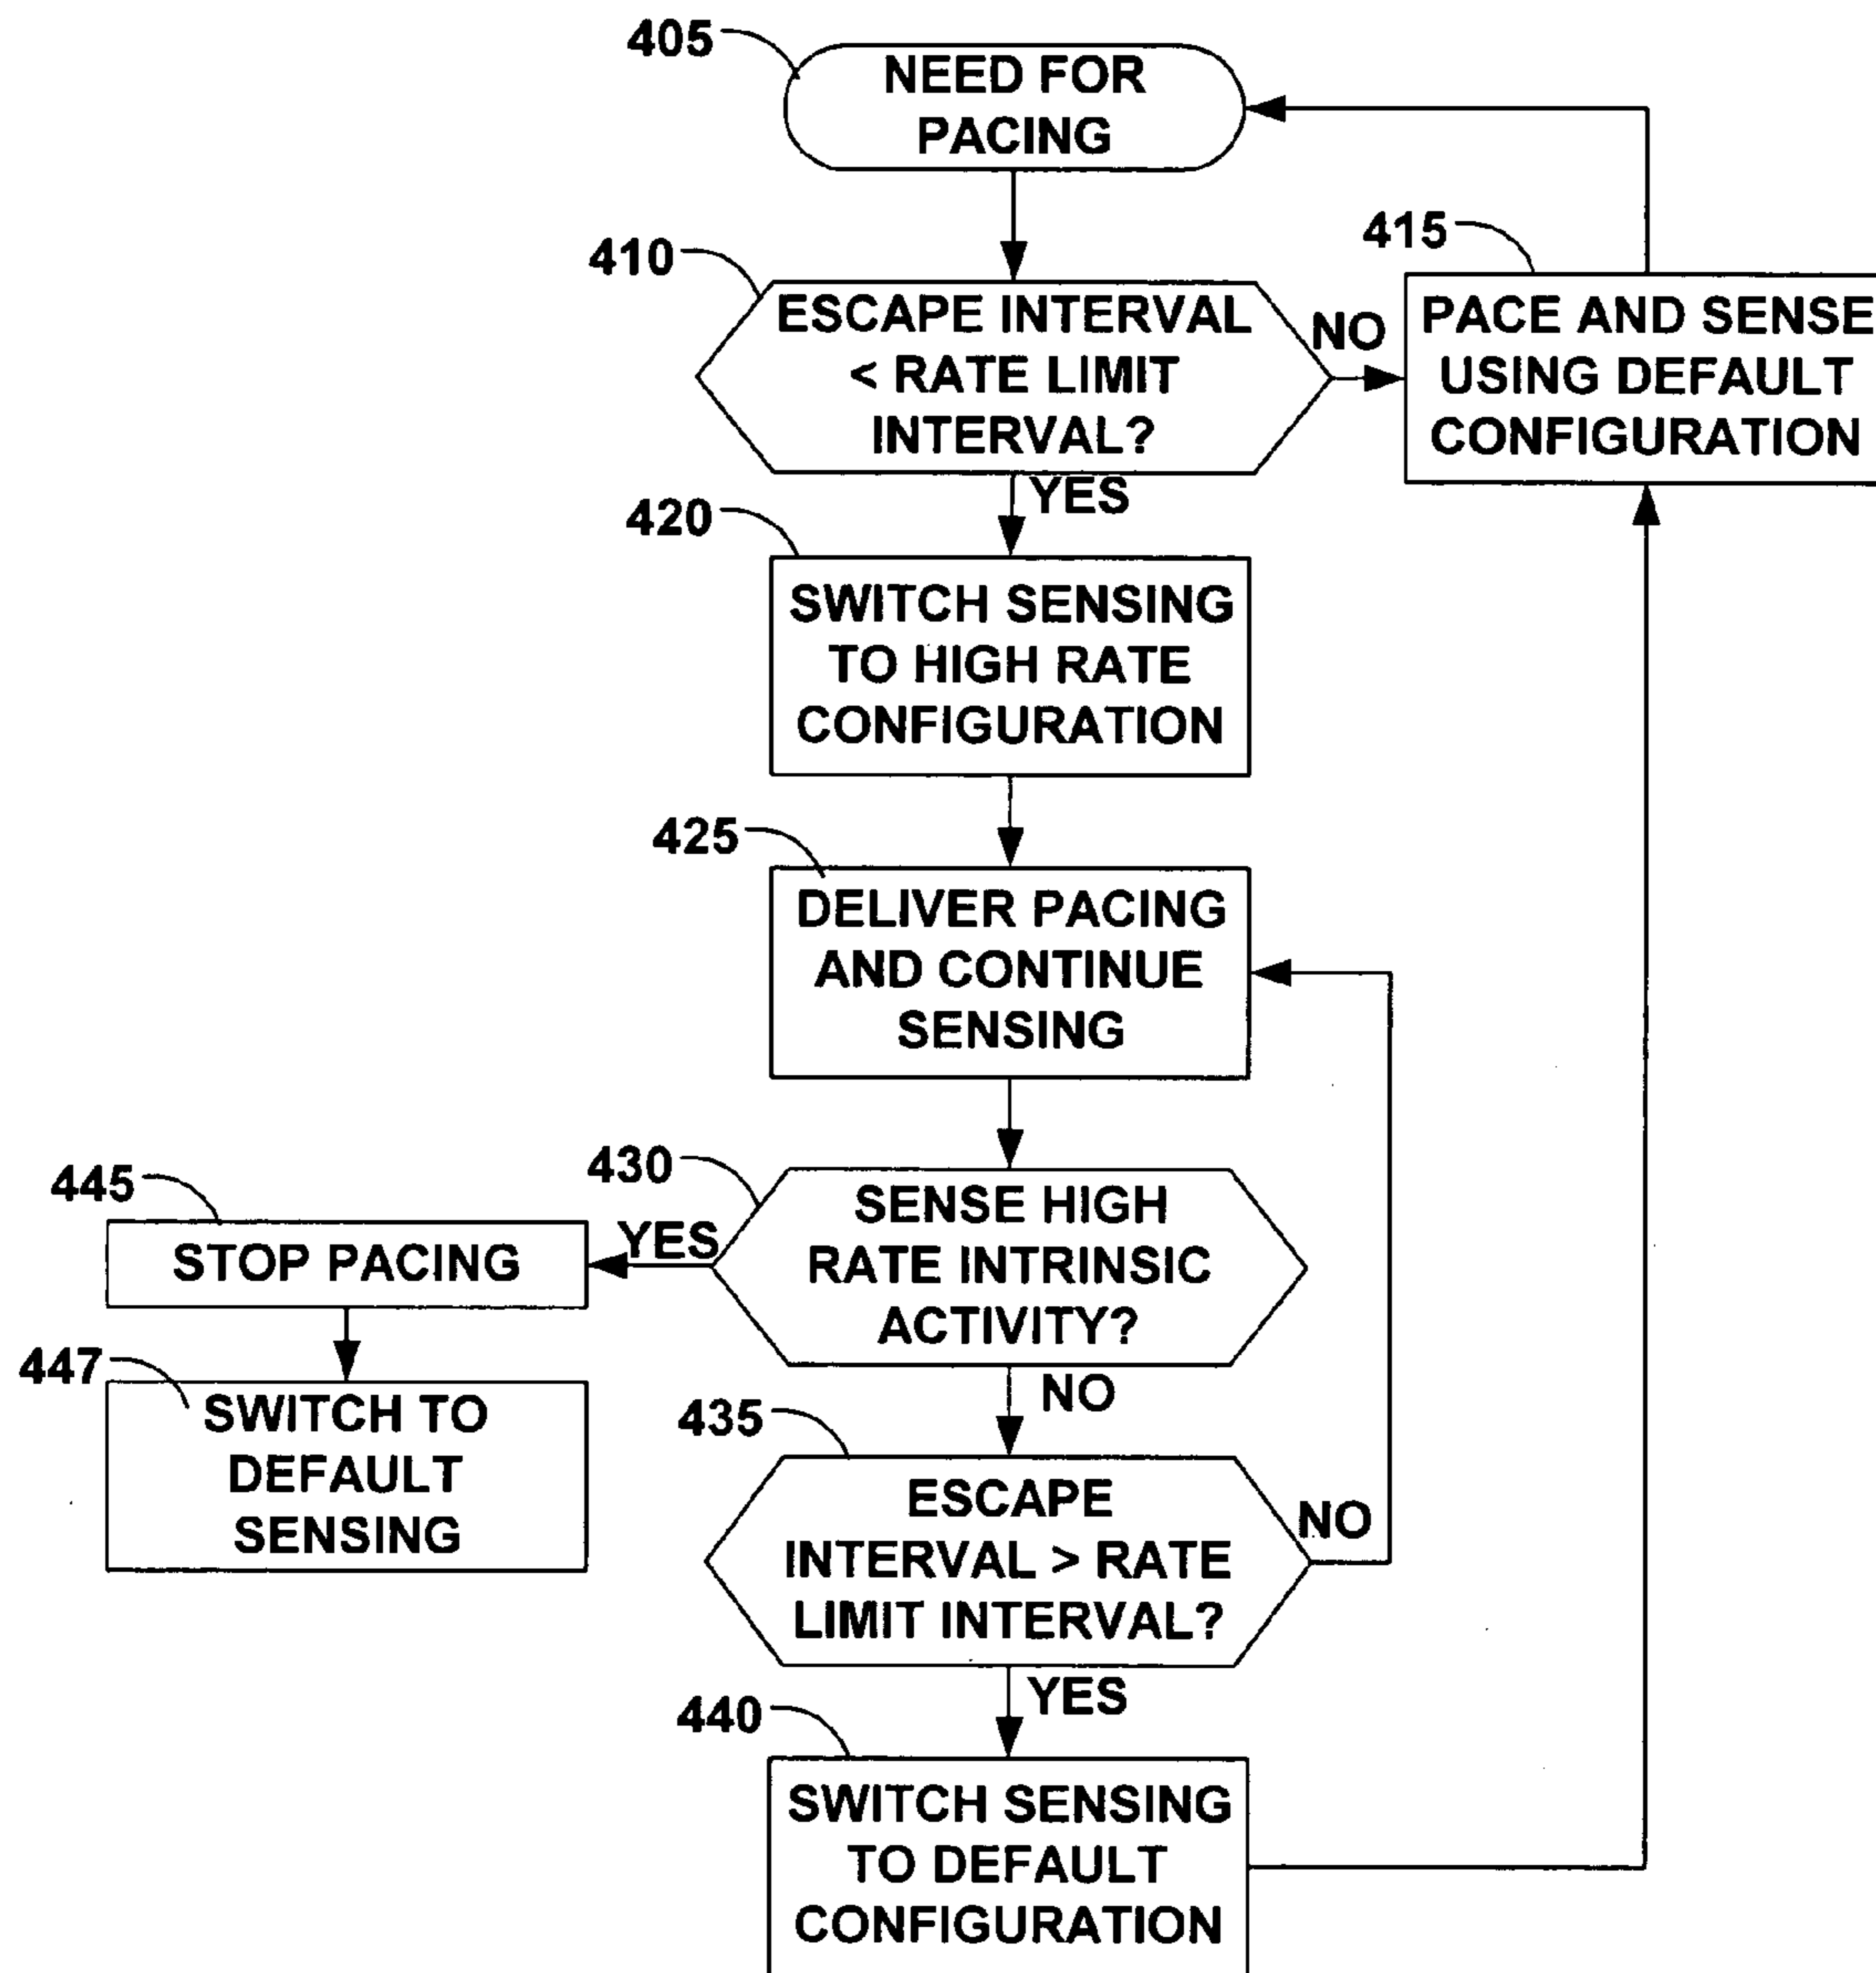 405
NEED FOR
PACING
410
ESCAPE INTERVAL
< RATE LIMIT
INTERVAL?
NO
415
PACE AND SENSE
USING DEFAULT
CONFIGURATION
YES
420
SWITCH SENSING
TO HIGH RATE
CONFIGURATION
425
DELIVER PACING
AND CONTINUE
SENSING
430
SENSE HIGH
RATE INTRINSIC
ACTIVITY?
YES
445
STOP PACING
447
SWITCH TO
DEFAULT
SENSING
NO
435
ESCAPE
INTERVAL > RATE
LIMIT INTERVAL?
NO
YES
440
SWITCH SENSING
TO DEFAULT
CONFIGURATION